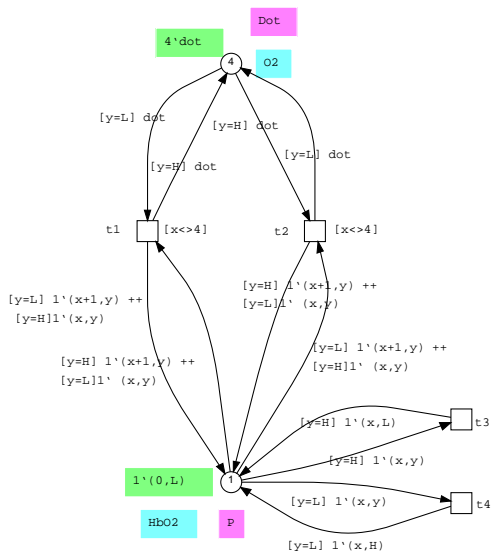 Dot
4`dot
4
O2
[y=L] dot
[y=H] dot
[y=L] dot
[y=H] dot
t1
[x<>4]
t2
[x<>4]
[y=L] 1`(x+1,y) ++
[y=H]1`(x,y)
[y=H] 1`(x+1,y) ++
[y=L]1` (x,y)
[y=H] 1`(x+1,y) ++
[y=L]1` (x,y)
[y=L] 1`(x+1,y) ++
[y=H]1` (x,y)
[y=H] 1`(x,L)
t3
[y=H] 1`(x,y)
1`(0,L)
1
[y=L] 1`(x,y)
t4
HbO2
P
[y=L] 1`(x,H)